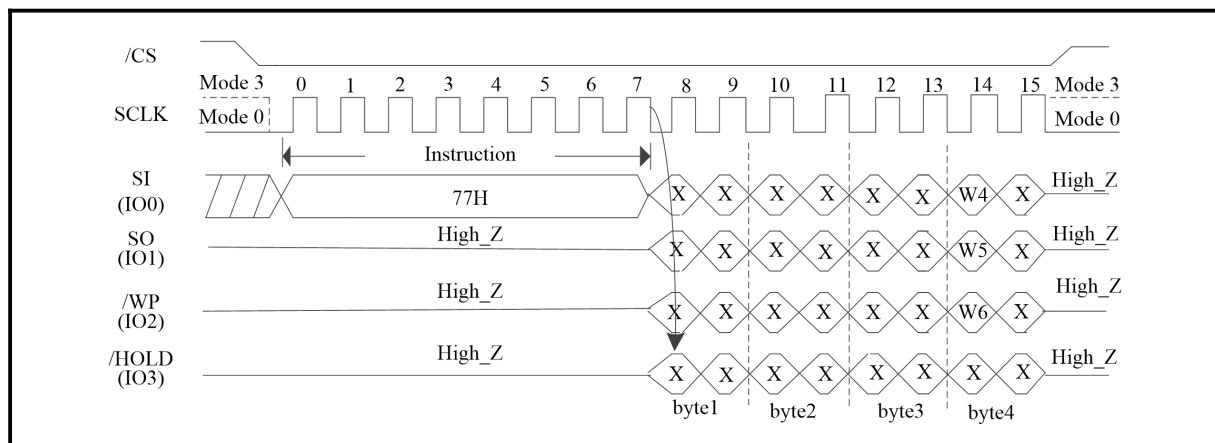 /CS
Mode 3 0 1 2 3 4 5 6 7 8 9 10 11 12 13 14 15 Mode 3
SCLK
Mode 0 Mode 0
Instruction
SI
(IO0)
77H X X X X X X W4 X High_Z
SO
(IO1)
High_Z X X X X X X W5 X High_Z
/WP
(IO2)
High_Z X X X X X X W6 X High_Z
/HOLD
(IO3)
High_Z X X X X X X X X High_Z
byte1 byte2 byte3 byte4